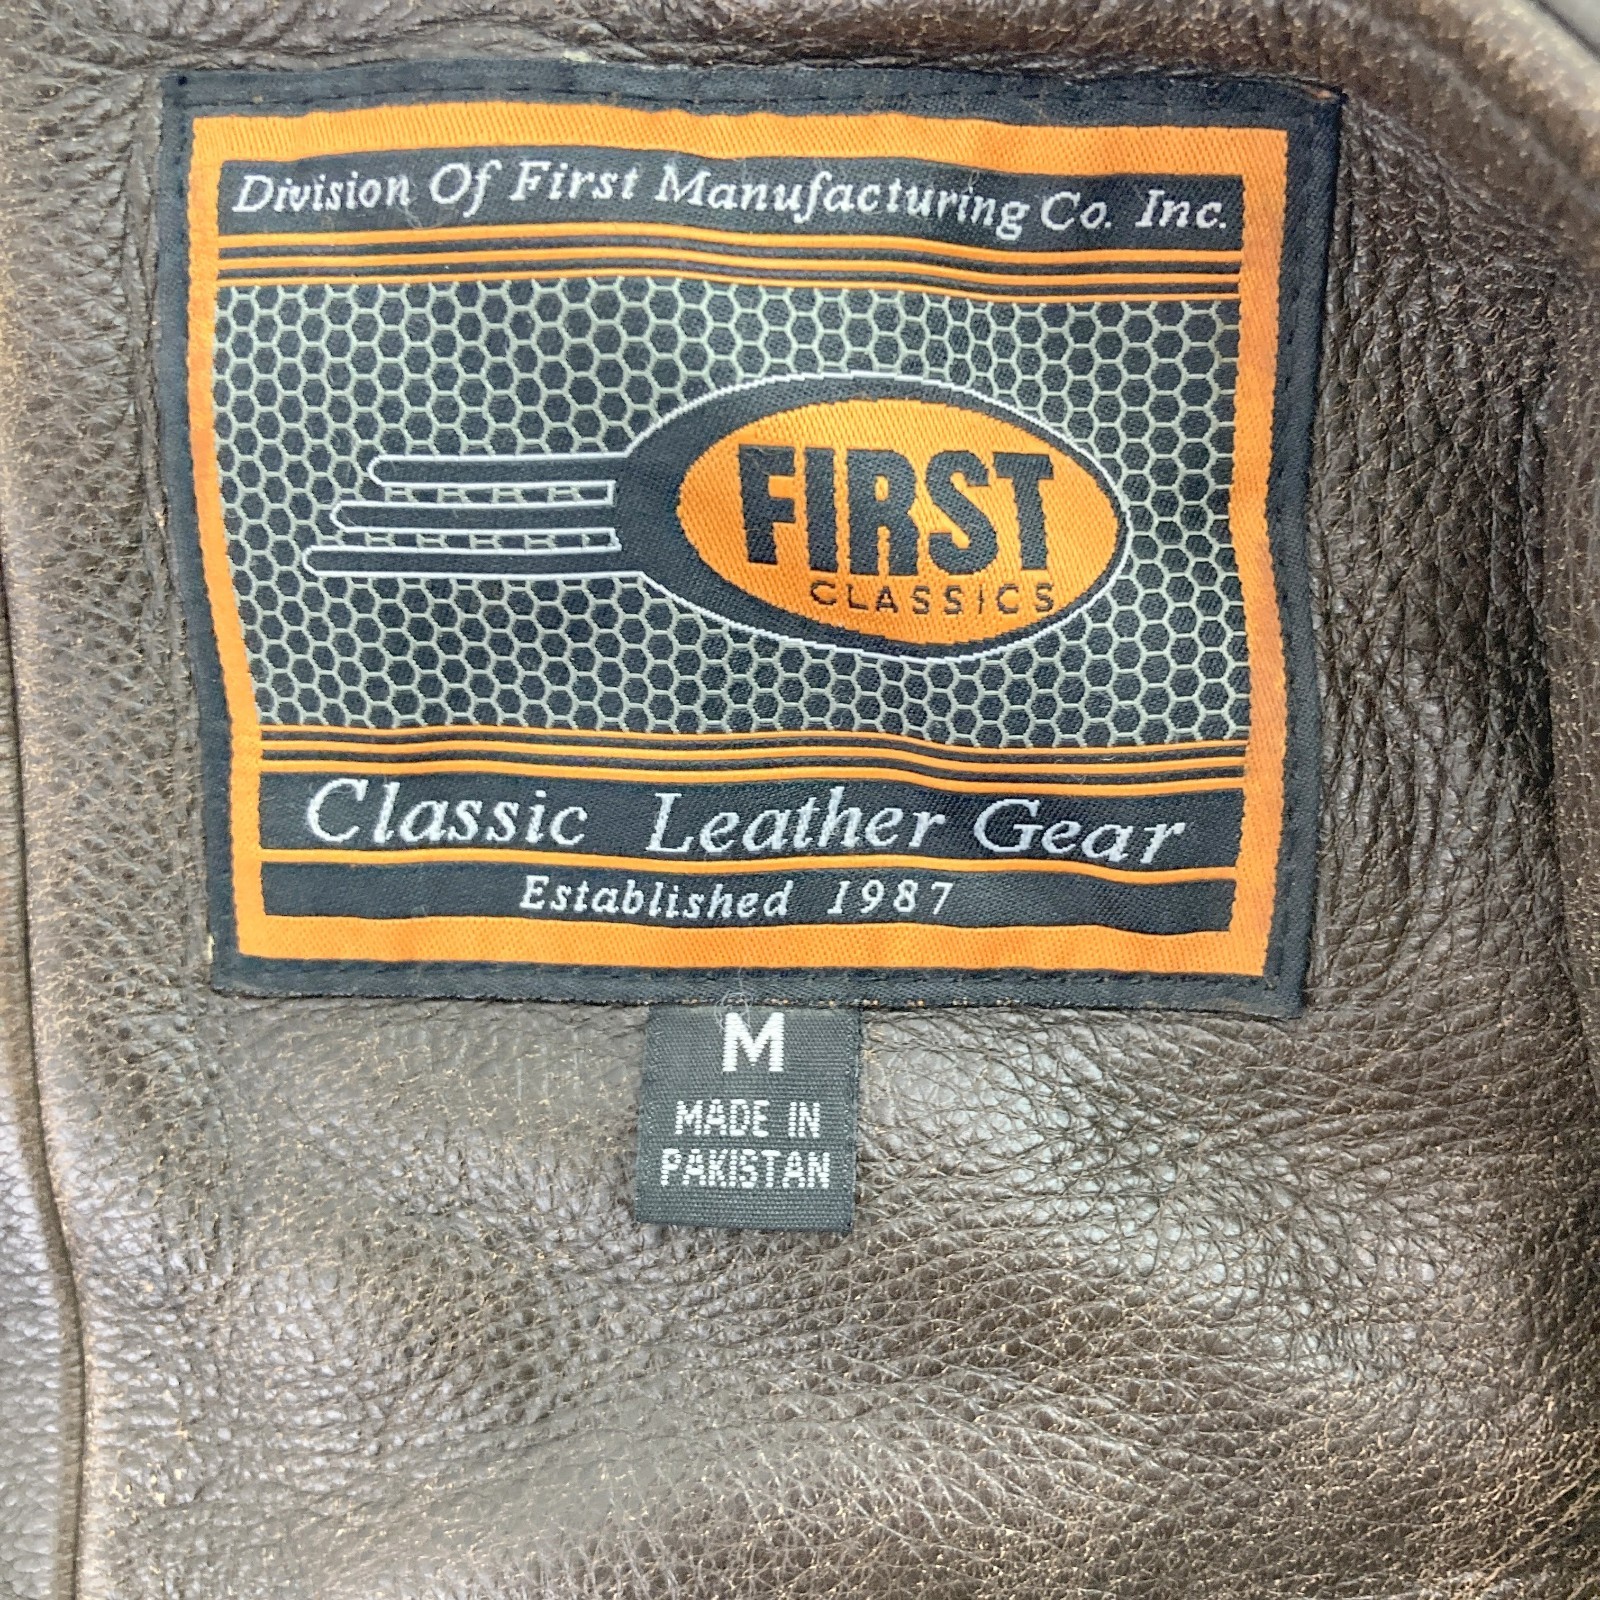 Division Of First Manufacturing Co. Inc.
FIRST
CLASSICS
Classic Leather Gear
Established 1987
M
MADE IN
PAKISTAN